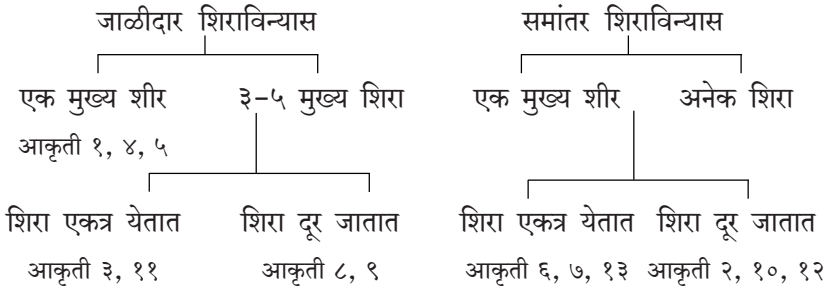 जाळीदार शिराविन्यास
एक मुख्य शीर ३-५ मुख्य शिरा
आकृती १, ४, ५
शिरा एकत्र येतात शिरा दूर जातात
आकृती ३, ११ आकृती ८, ९
समांतर शिराविन्यास
एक मुख्य शीर अनेक शिरा
शिरा एकत्र येतात शिरा दूर जातात
आकृती ६, ७, १३ आकृती २, १०, १२